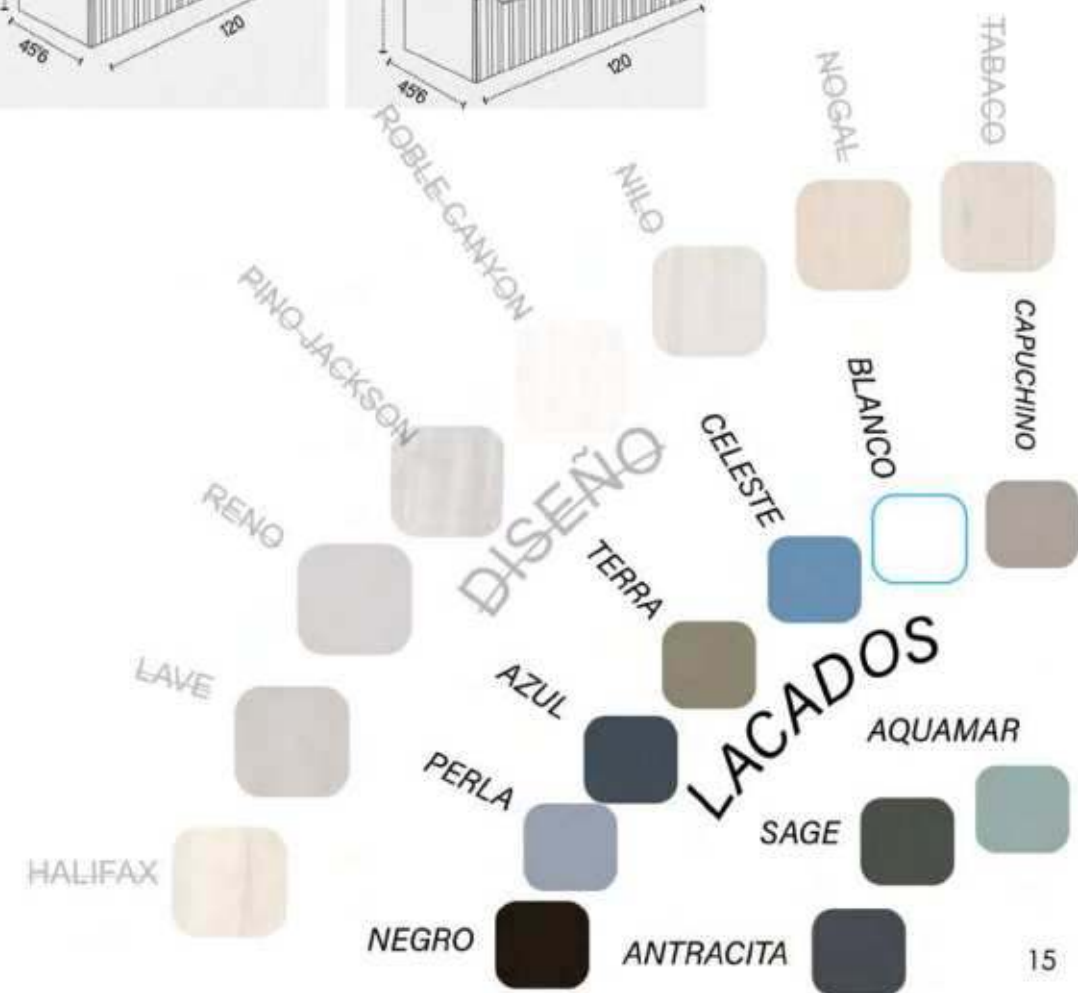 45'6
120
45'6
120
TABACO
NOGAL
NILO
ROBLE CANYON
PINO JACKSON
RENO
LAVE
HALIFAX
DISEÑO
CAPUCHINO
BLANCO
CELESTE
TERRA
AZUL
PERLA
NEGRO
LACADOS
AQUAMAR
SAGE
ANTRACITA
15